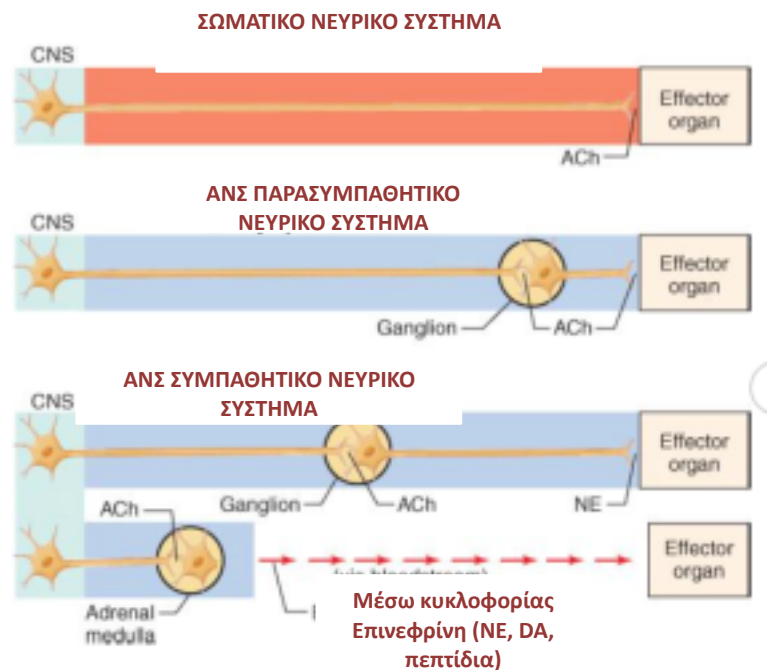 ΣΩΜΑΤΙΚΟ ΝΕΥΡΙΚΟ ΣΥΣΤΗΜΑ
CNS
Effector
organ
ACh
ΑΝΣ ΠΑΡΑΣΥΜΠΑΘΗΤΙΚΟ
ΝΕΥΡΙΚΟ ΣΥΣΤΗΜΑ
CNS
Effector
organ
Ganglion
ACh
ΑΝΣ ΣΥΜΠΑΘΗΤΙΚΟ ΝΕΥΡΙΚΟ
ΣΥΣΤΗΜΑ
CNS
Effector
organ
Ganglion
ACh
NE
ACh
Effector
organ
Adrenal
medulla
Μέσω κυκλοφορίας
Επινεφρίνη (NE, DA,
πεπτίδια)